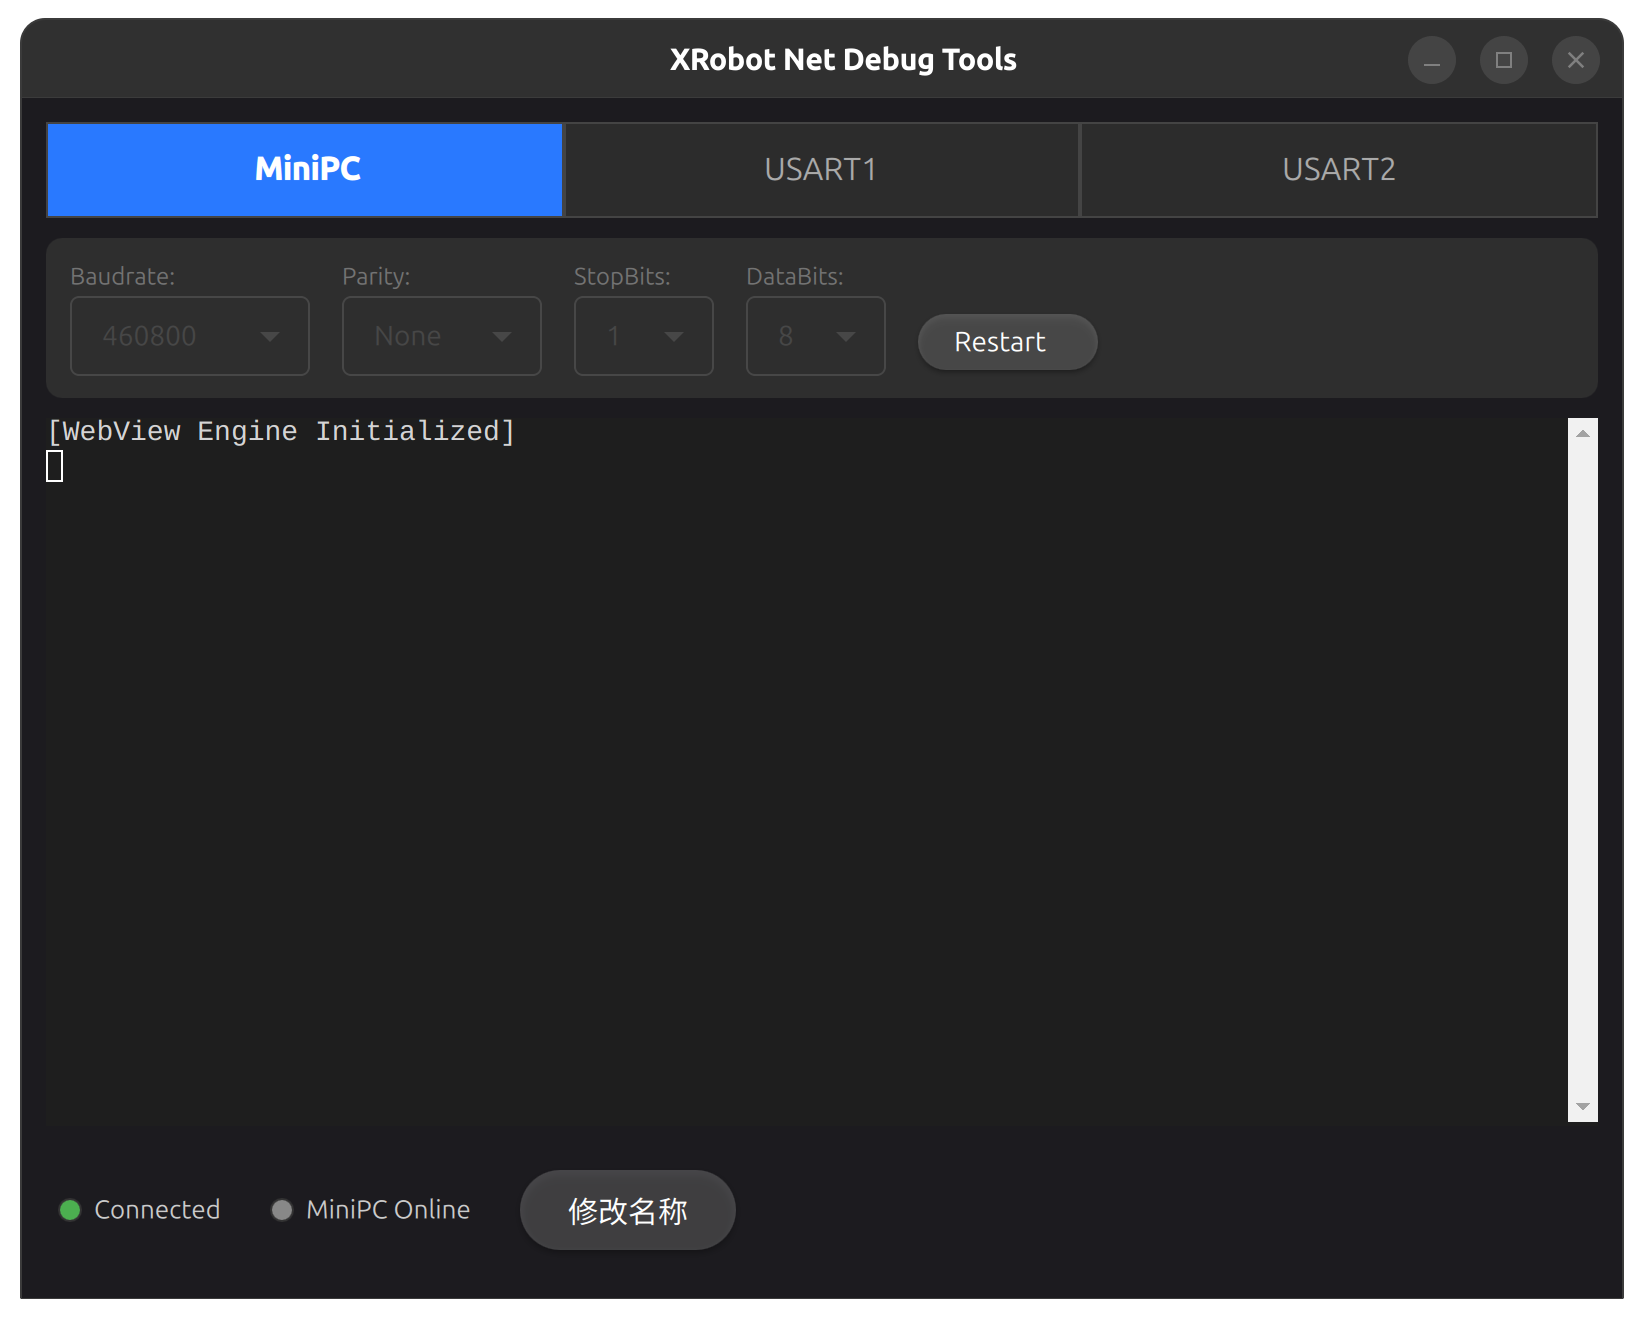 XRobot Net Debug Tools
MiniPC USART1 USART2
Baudrate: Parity: StopBits: DataBits:
460800 None 1 8 Restart
[WebView Engine Initialized]
Connected MiniPC Online 修改名称